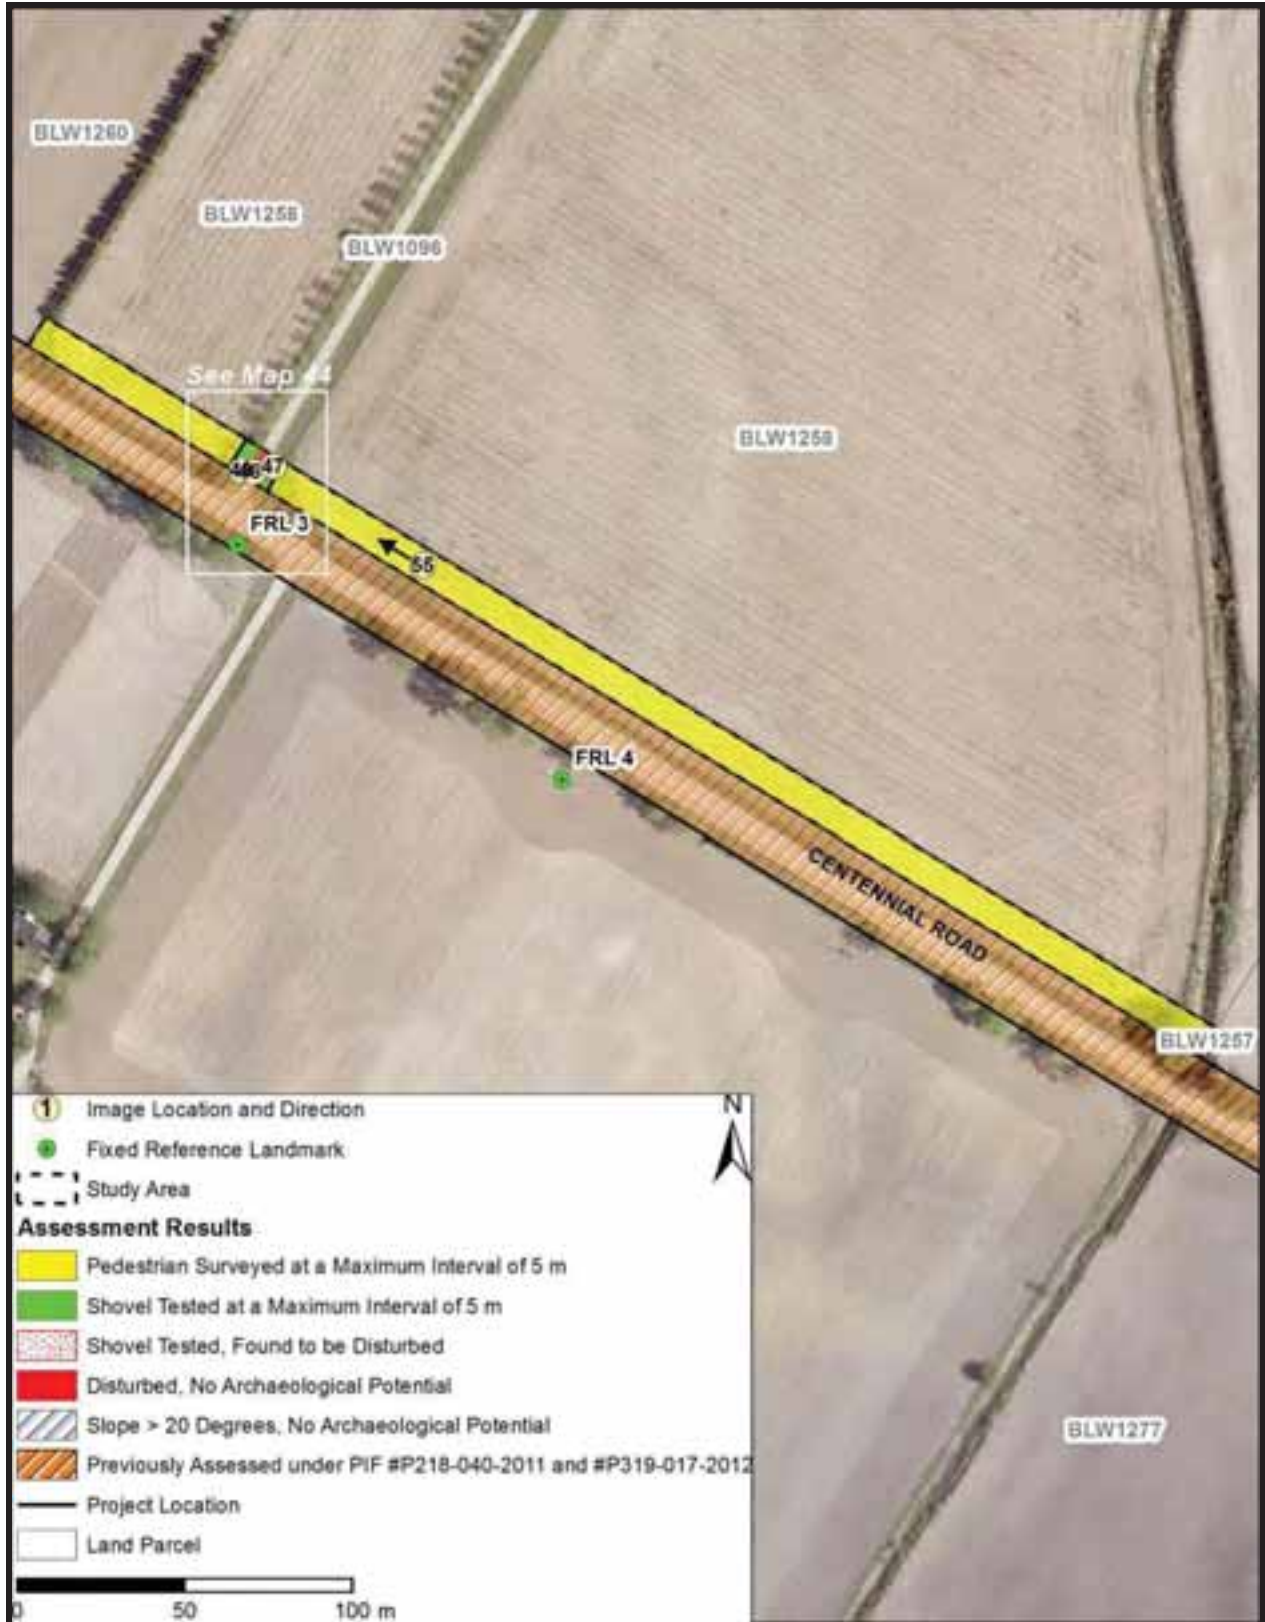 BLW1260
BLW1258
BLW1096
See Map 44
BLW1258
47
FRL 3
55
FRL 4
CENTENNIAL ROAD
BLW1257
N
1 Image Location and Direction
Fixed Reference Landmark
Study Area
Assessment Results
Pedestrian Surveyed at a Maximum Interval of 5 m
Shovel Tested at a Maximum Interval of 5 m
Shovel Tested, Found to be Disturbed
Disturbed, No Archaeological Potential
Slope > 20 Degrees, No Archaeological Potential
Previously Assessed under PIF #P218-040-2011 and #P319-017-2012
Project Location
Land Parcel
BLW1277
0 50 100 m